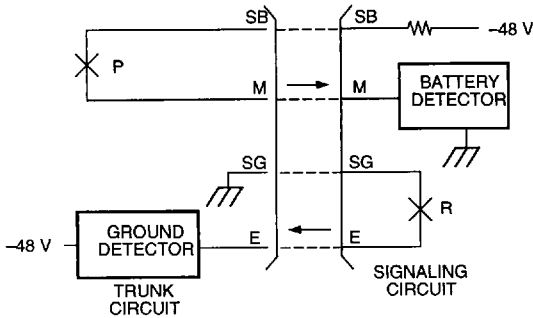 SB SB
–48 V
P
BATTERY
DETECTOR
M M
SG SG
R
GROUND
DETECTOR
–48 V
E E
TRUNK
CIRCUIT
SIGNALING
CIRCUIT